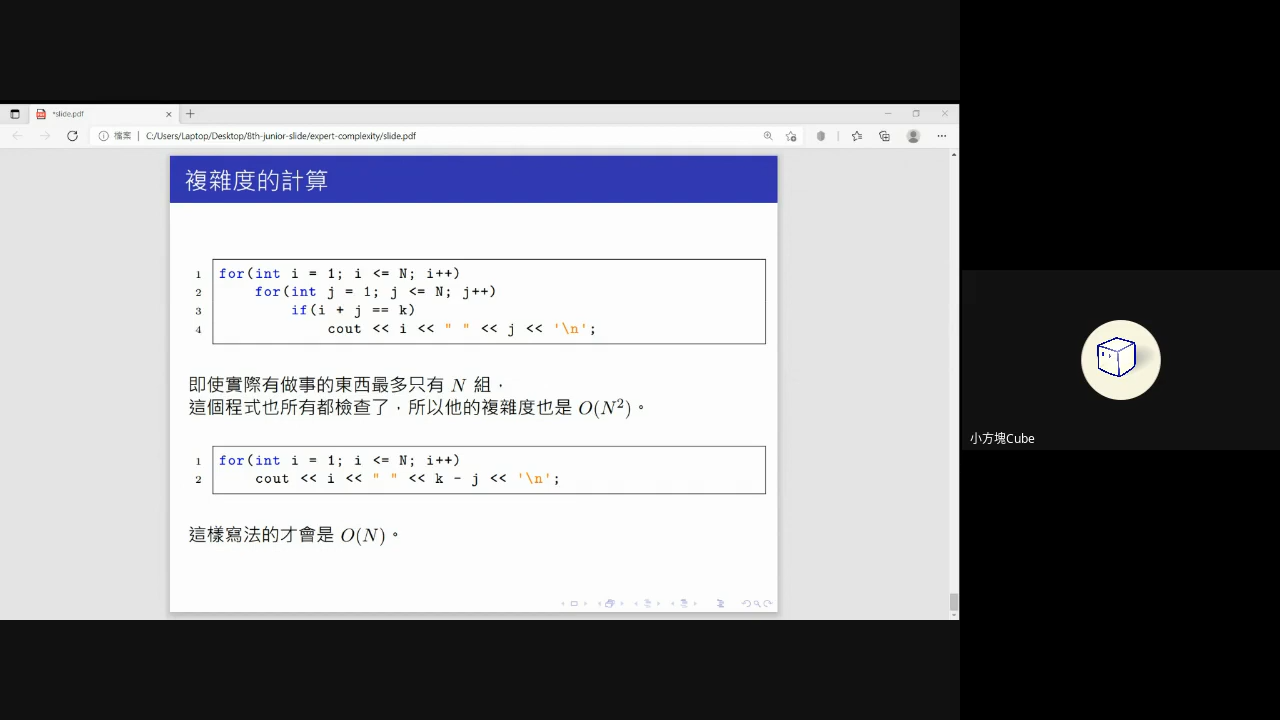 *slide.pdf
檔案 C:/Users/Laptop/Desktop/8th-junior-slide/expert-complexity/slide.pdf
複雜度的計算
1 for(int i = 1; i <= N; i++)
2 for(int j = 1; j <= N; j++)
3 if(i + j == k)
4 cout << i << " " << j << '\n';
即使實際有做事的東西最多只有 N 組，
這個程式也所有都檢查了，所以他的複雜度也是 O(N²)。
1 for(int i = 1; i <= N; i++)
2 cout << i << " " << k - j << '\n';
這樣寫法的才會是 O(N)。
小方塊Cube